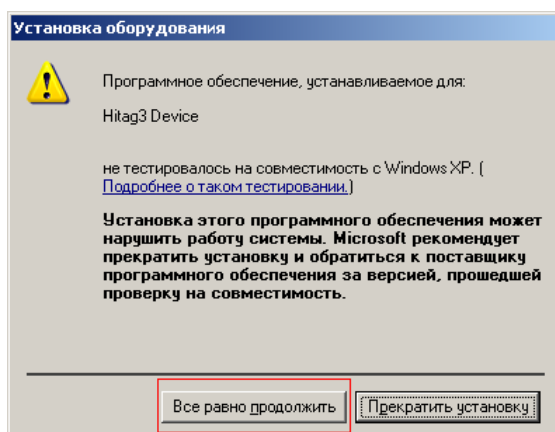 Установка оборудования
Программное обеспечение, устанавливаемое для:
Hitag3 Device
не тестировалось на совместимость с Windows XP. (
Подробнее о таком тестировании.)
Установка этого программного обеспечения может
нарушить работу системы. Microsoft рекомендует
прекратить установку и обратиться к поставщику
программного обеспечения за версией, прошедшей
проверку на совместимость.
Все равно продолжить
Прекратить установку